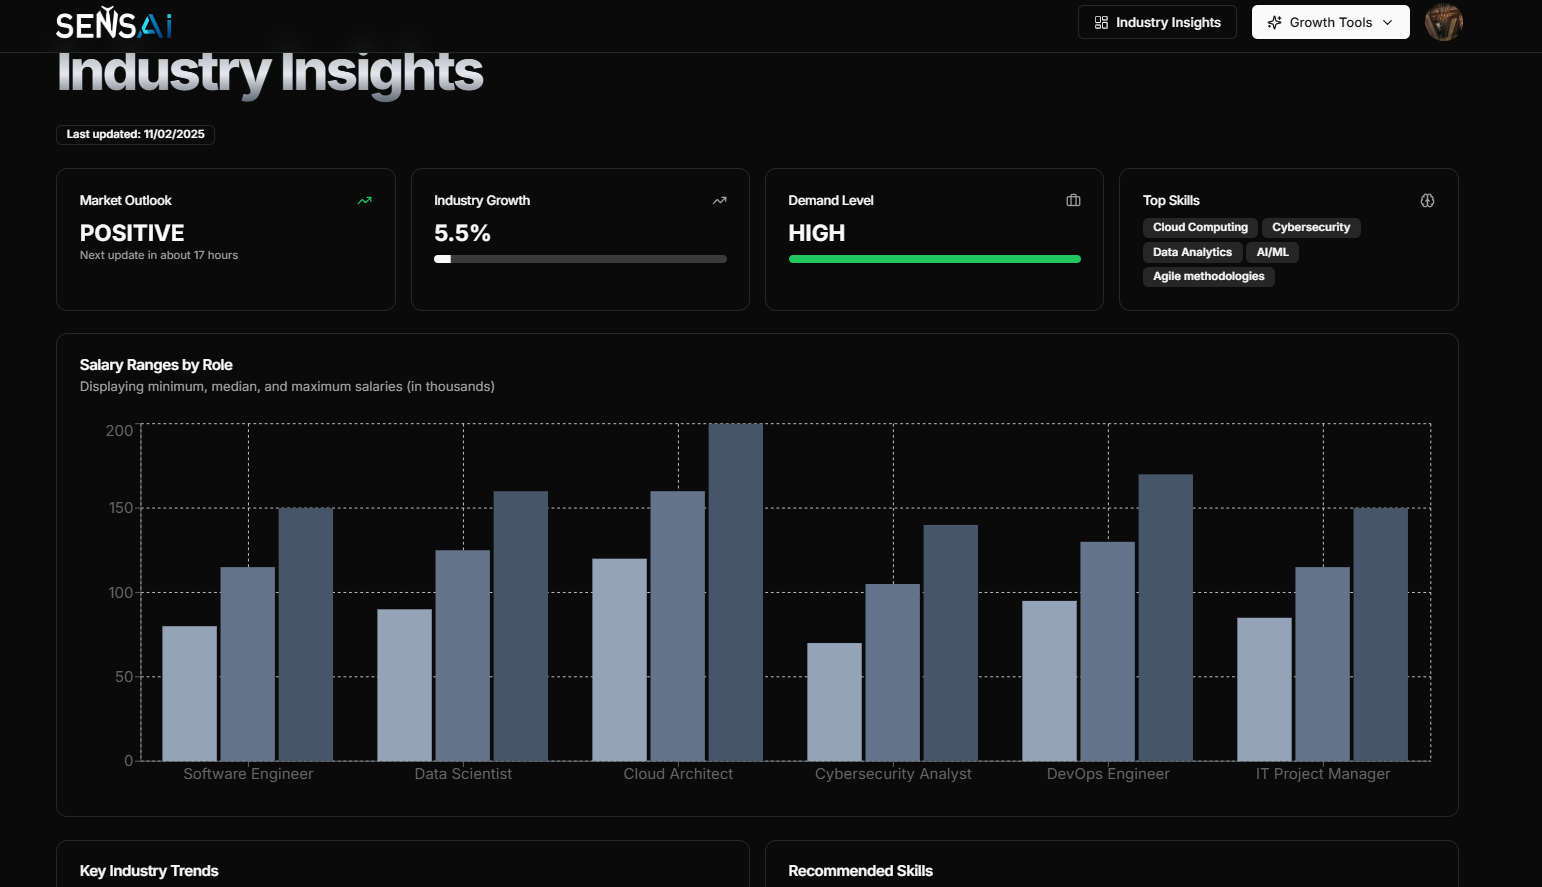 SENSAi
Industry Insights
Growth Tools
Industry Insights
Last updated: 11/02/2025
Market Outlook
POSITIVE
Next update in about 17 hours
Industry Growth
5.5%
Demand Level
HIGH
Top Skills
Cloud Computing
Cybersecurity
Data Analytics
AI/ML
Agile methodologies
Salary Ranges by Role
Displaying minimum, median, and maximum salaries (in thousands)
200
150
100
50
0
Software Engineer
Data Scientist
Cloud Architect
Cybersecurity Analyst
DevOps Engineer
IT Project Manager
Key Industry Trends
Recommended Skills